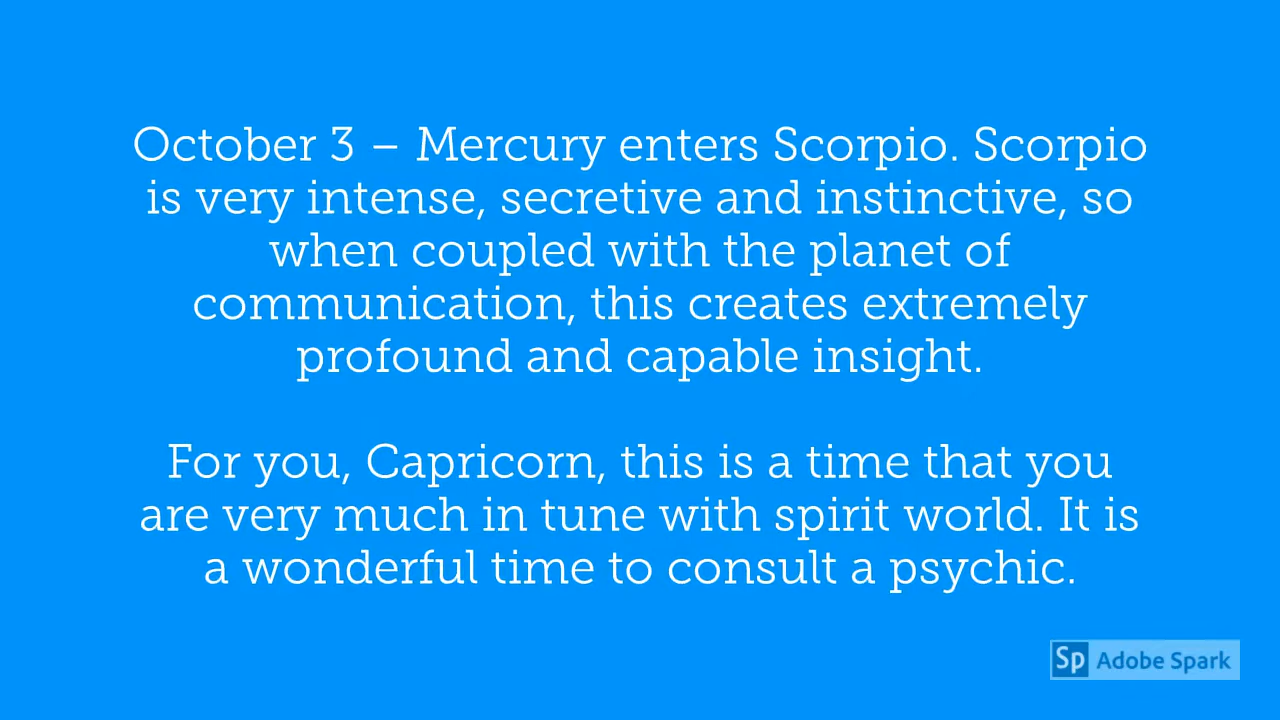 October 3 – Mercury enters Scorpio. Scorpio
is very intense, secretive and instinctive, so
when coupled with the planet of
communication, this creates extremely
profound and capable insight.
For you, Capricorn, this is a time that you
are very much in tune with spirit world. It is
a wonderful time to consult a psychic.
Sp Adobe Spark